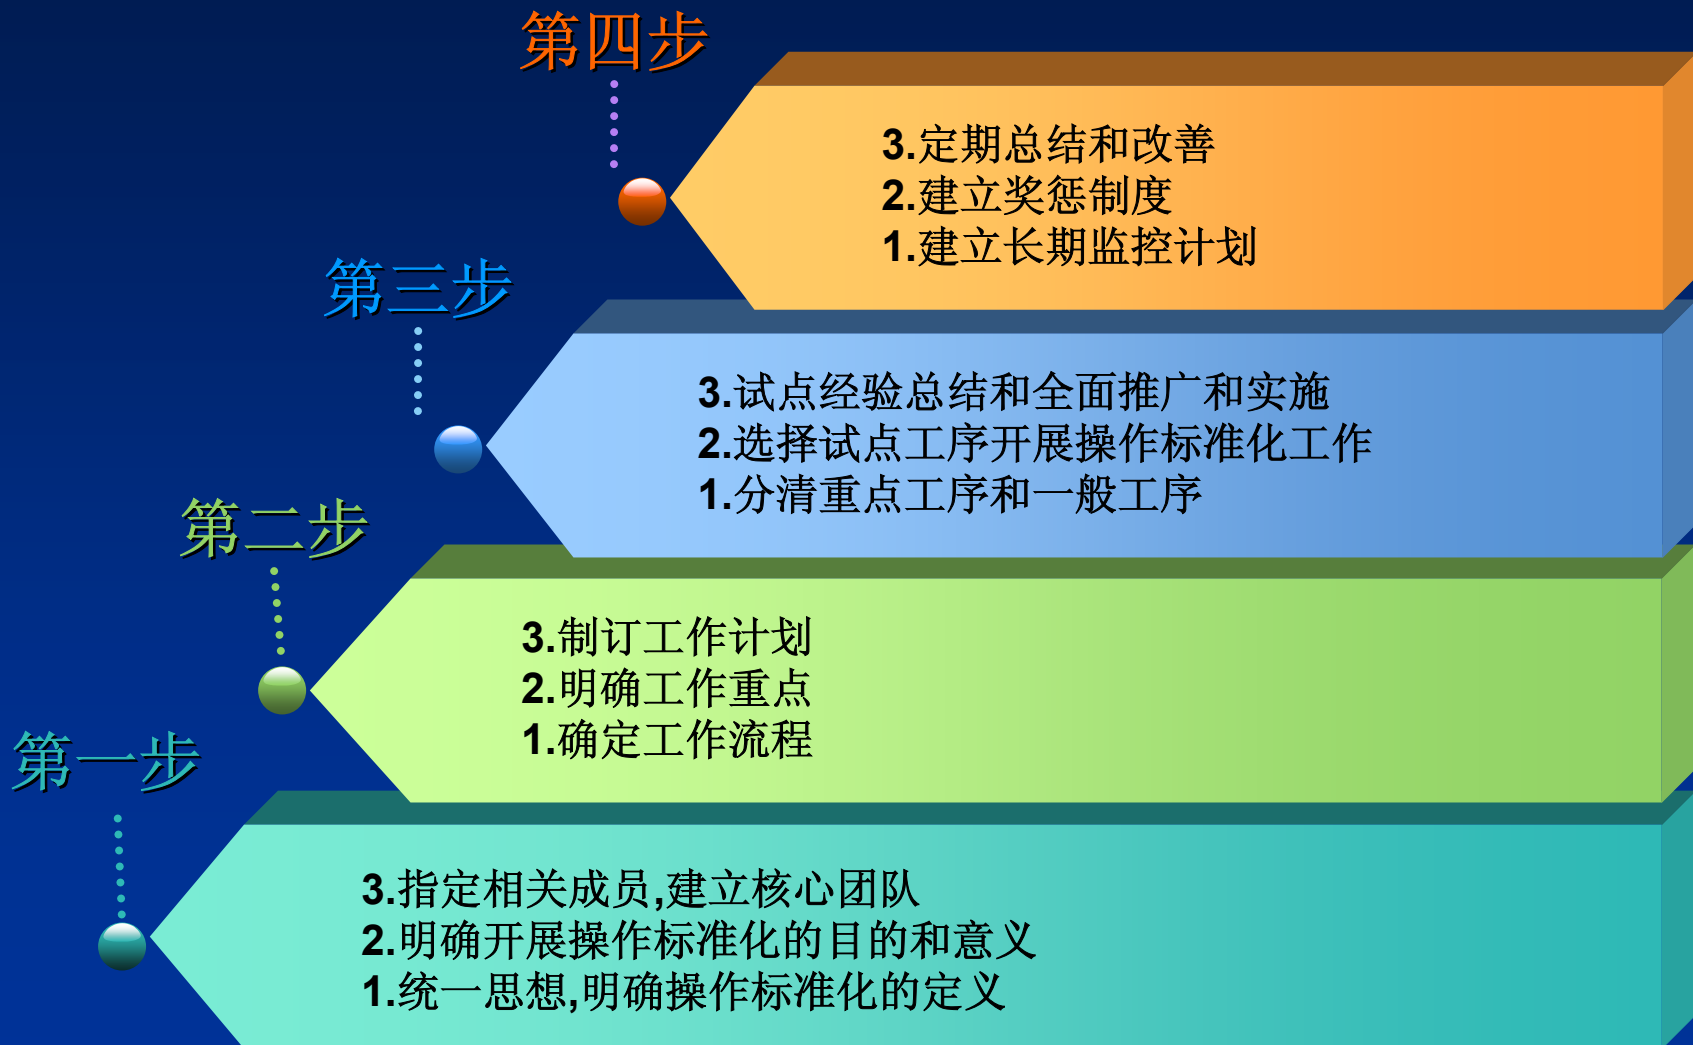 第四步
3.定期总结和改善
2.建立奖惩制度
1.建立长期监控计划
第三步
3.试点经验总结和全面推广和实施
2.选择试点工序开展操作标准化工作
1.分清重点工序和一般工序
第二步
3.制订工作计划
2.明确工作重点
1.确定工作流程
第一步
3.指定相关成员,建立核心团队
2.明确开展操作标准化的目的和意义
1.统一思想,明确操作标准化的定义